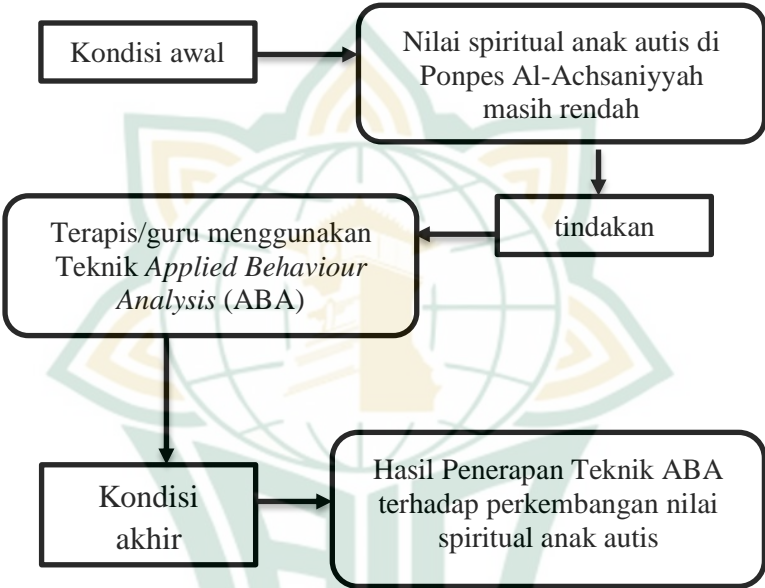 Kondisi awal
Nilai spiritual anak autis di
Ponpes Al-Achsaniyyah
masih rendah
tindakan
Terapis/guru menggunakan
Teknik Applied Behaviour
Analysis (ABA)
Kondisi
akhir
Hasil Penerapan Teknik ABA
terhadap perkembangan nilai
spiritual anak autis